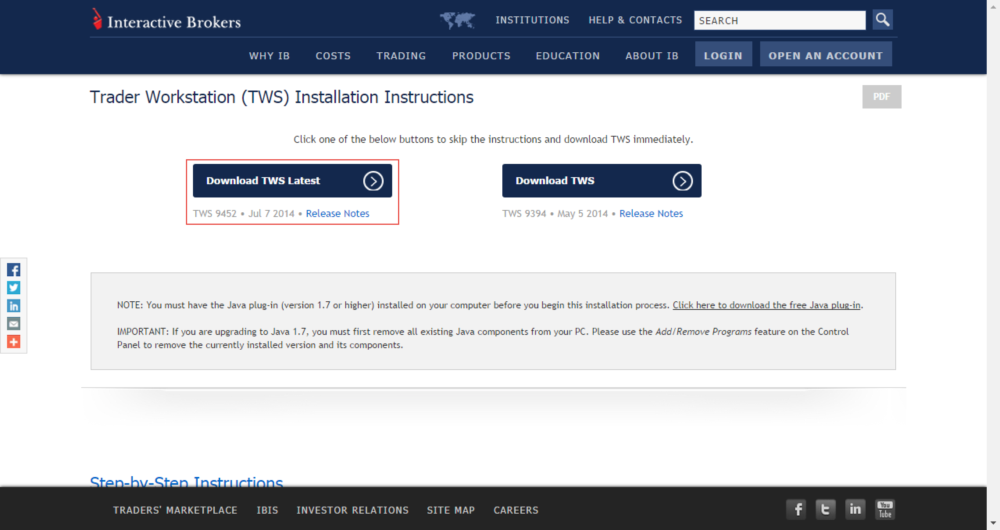 Interactive Brokers
INSTITUTIONS HELP & CONTACTS SEARCH
WHY IB COSTS TRADING PRODUCTS EDUCATION ABOUT IB LOGIN OPEN AN ACCOUNT
Trader Workstation (TWS) Installation Instructions PDF
Click one of the below buttons to skip the instructions and download TWS immediately.
Download TWS Latest Download TWS
TWS 9452 • Jul 7 2014 • Release Notes TWS 9394 • May 5 2014 • Release Notes
NOTE: You must have the Java plug-in (version 1.7 or higher) installed on your computer before you begin this installation process. Click here to download the free Java plug-in.
IMPORTANT: If you are upgrading to Java 1.7, you must first remove all existing Java components from your PC. Please use the Add/Remove Programs feature on the Control
Panel to remove the currently installed version and its components.
Step-by-Step Instructions
TRADERS' MARKETPLACE IBIS INVESTOR RELATIONS SITE MAP CAREERS
You
Tube